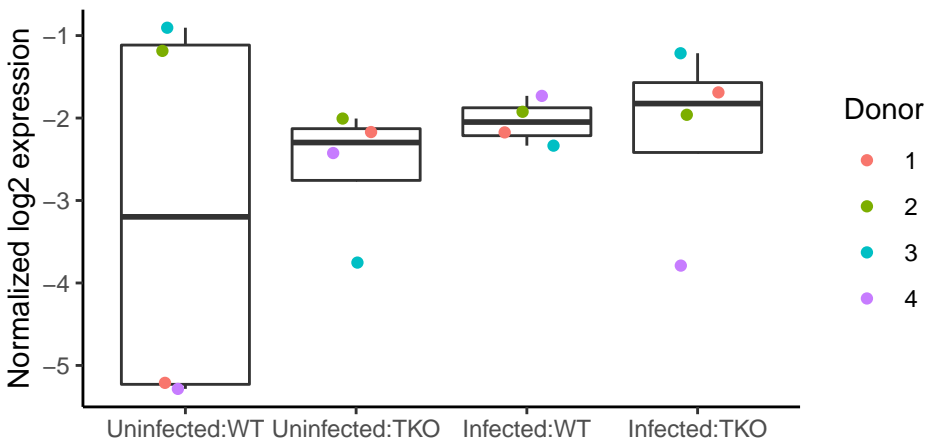 Normalized log2 expression
−1
−2
−3
−4
−5
Uninfected:WT
Uninfected:TKO
Infected:WT
Infected:TKO
Donor
1
2
3
4